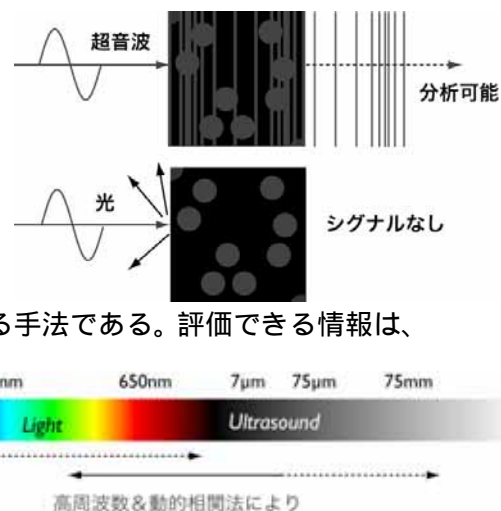 超音波
分析可能
光
シグナルなし
る手法である。評価できる情報は、
nm 650nm 7μm 75μm 75mm
Light Ultrasound
高周波数&動的相関法により